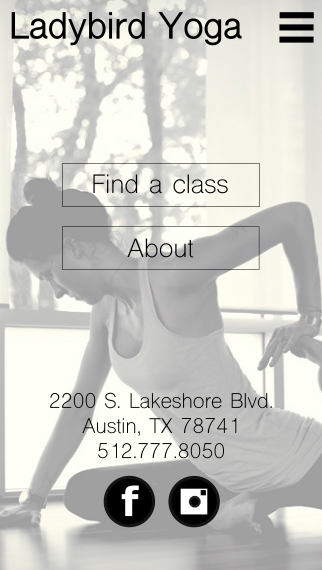 Ladybird Yoga
Find a class
About
2200 S. Lakeshore Blvd.
Austin, TX 78741
512.777.8050